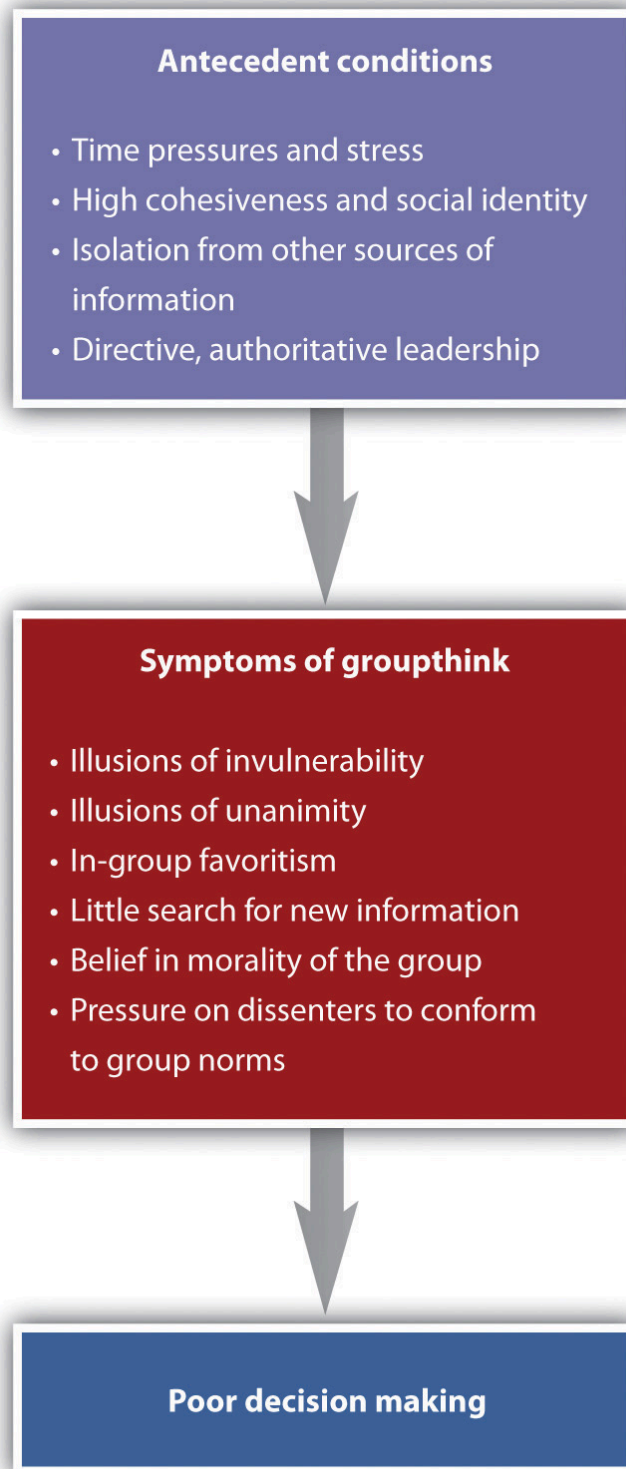 Antecedent conditions
• Time pressures and stress
• High cohesiveness and social identity
• Isolation from other sources of
information
• Directive, authoritative leadership
Symptoms of groupthink
• Illusions of invulnerability
• Illusions of unanimity
• In-group favoritism
• Little search for new information
• Belief in morality of the group
• Pressure on dissenters to conform
to group norms
Poor decision making